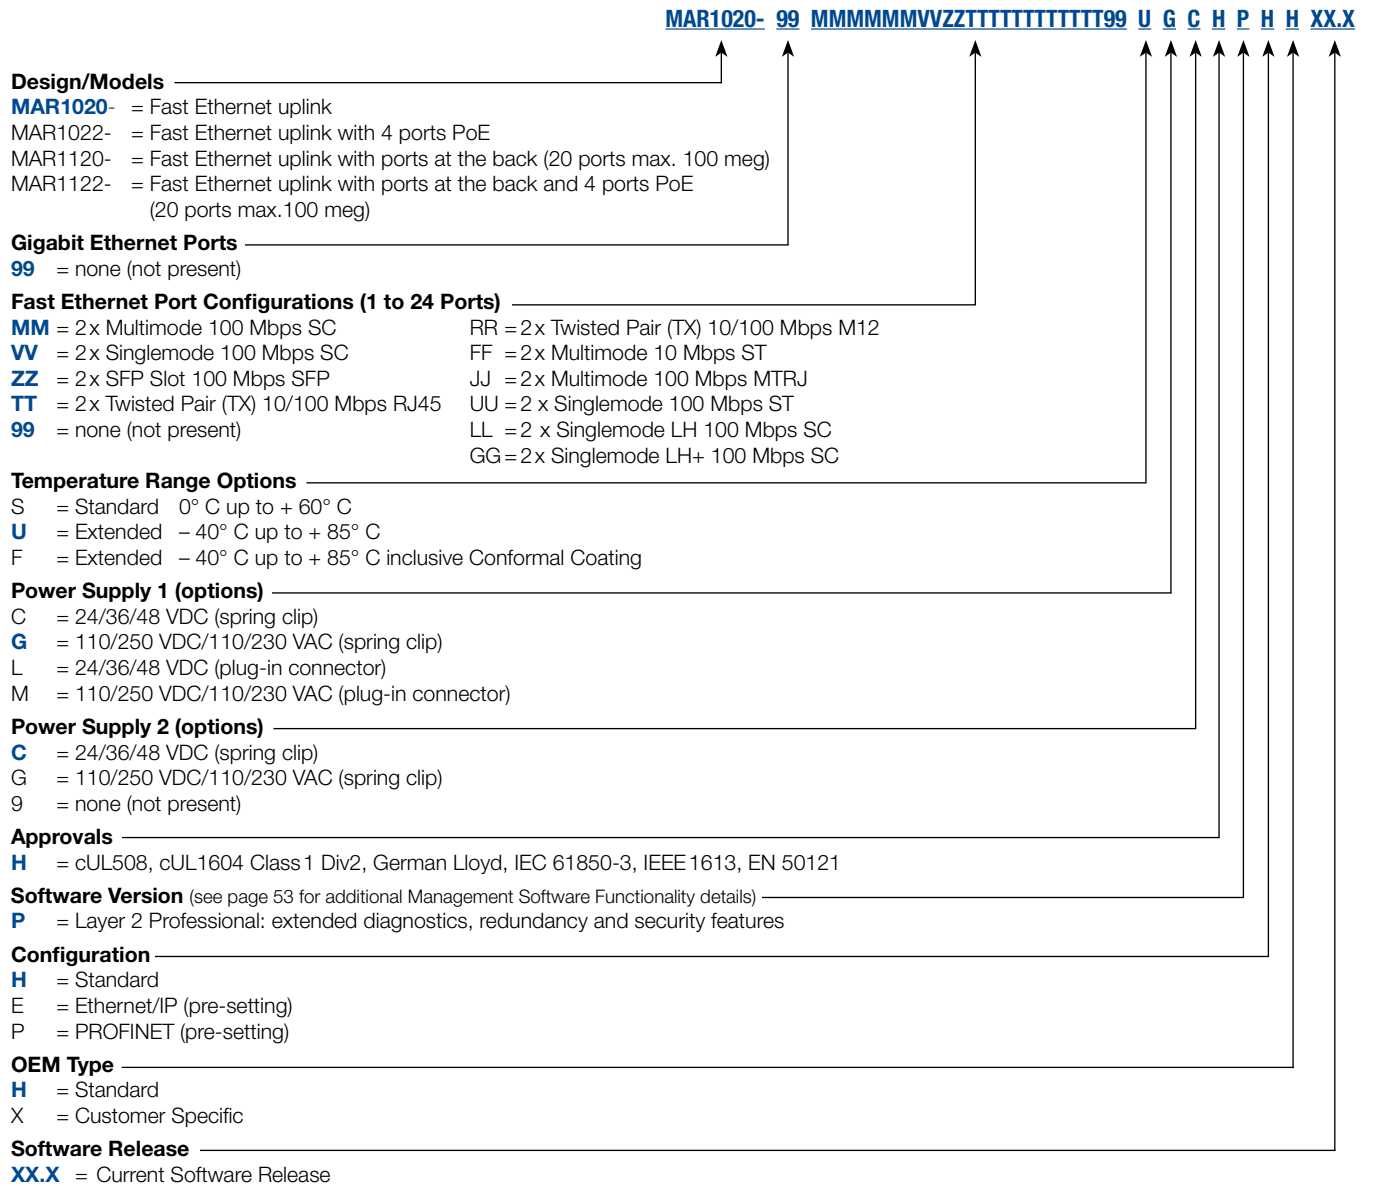 MAR1020- 99 MMMMMMVVZZTTTTTTTTTTTT99 U G C H P H H XX.X
Design/Models
MAR1020- = Fast Ethernet uplink
MAR1022- = Fast Ethernet uplink with 4 ports PoE
MAR1120- = Fast Ethernet uplink with ports at the back (20 ports max. 100 meg)
MAR1122- = Fast Ethernet uplink with ports at the back and 4 ports PoE
(20 ports max.100 meg)
Gigabit Ethernet Ports
99 = none (not present)
Fast Ethernet Port Configurations (1 to 24 Ports)
MM = 2x Multimode 100 Mbps SC
VV = 2x Singlemode 100 Mbps SC
ZZ = 2x SFP Slot 100 Mbps SFP
TT = 2x Twisted Pair (TX) 10/100 Mbps RJ45
99 = none (not present)
RR = 2x Twisted Pair (TX) 10/100 Mbps M12
FF = 2x Multimode 10 Mbps ST
JJ = 2x Multimode 100 Mbps MTRJ
UU = 2 x Singlemode 100 Mbps ST
LL = 2 x Singlemode LH 100 Mbps SC
GG = 2x Singlemode LH+ 100 Mbps SC
Temperature Range Options
S = Standard 0° C up to + 60° C
U = Extended – 40° C up to + 85° C
F = Extended – 40° C up to + 85° C inclusive Conformal Coating
Power Supply 1 (options)
C = 24/36/48 VDC (spring clip)
G = 110/250 VDC/110/230 VAC (spring clip)
L = 24/36/48 VDC (plug-in connector)
M = 110/250 VDC/110/230 VAC (plug-in connector)
Power Supply 2 (options)
C = 24/36/48 VDC (spring clip)
G = 110/250 VDC/110/230 VAC (spring clip)
9 = none (not present)
Approvals
H = cUL508, cUL1604 Class 1 Div2, German Lloyd, IEC 61850-3, IEEE 1613, EN 50121
Software Version (see page 53 for additional Management Software Functionality details)
P = Layer 2 Professional: extended diagnostics, redundancy and security features
Configuration
H = Standard
E = Ethernet/IP (pre-setting)
P = PROFINET (pre-setting)
OEM Type
H = Standard
X = Customer Specific
Software Release
XX.X = Current Software Release